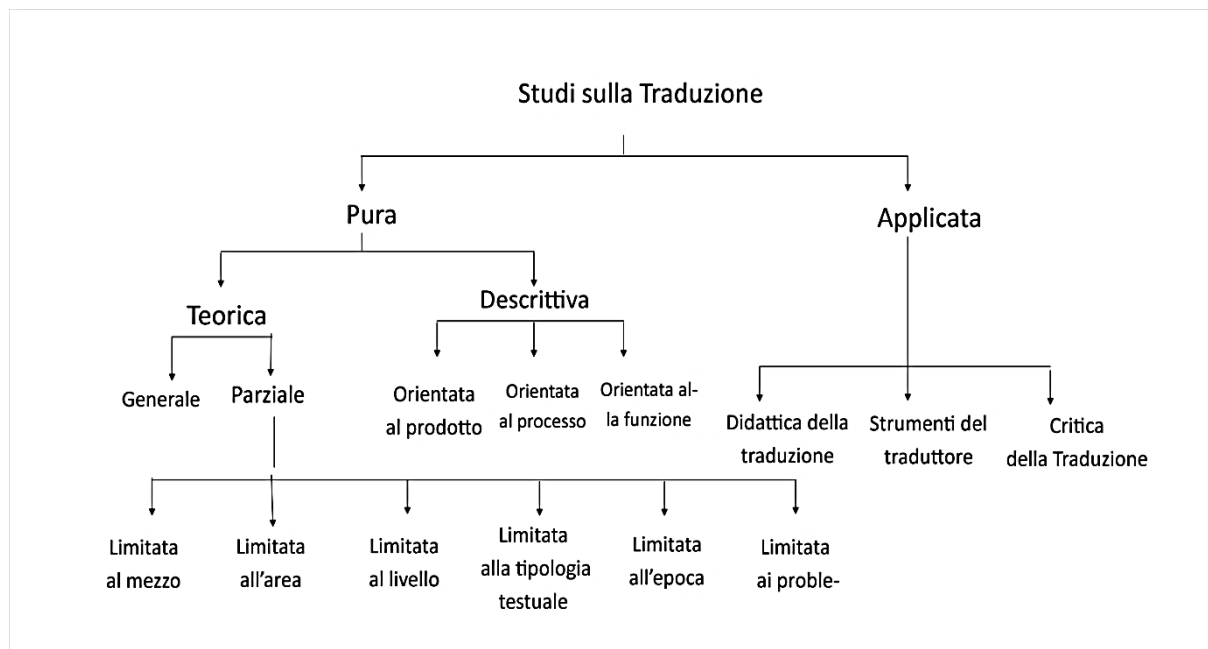 Studi sulla Traduzione
Pura
Applicata
Teorica
Descrittiva
Generale
Parziale
Orientata
al prodotto
Orientata
al processo
Orientata al-
la funzione
Didattica della
traduzione
Strumenti del
traduttore
Critica
della Traduzione
Limitata
al mezzo
Limitata
all'area
Limitata
al livello
Limitata
alla tipologia
testuale
Limitata
all'epoca
Limitata
ai proble-